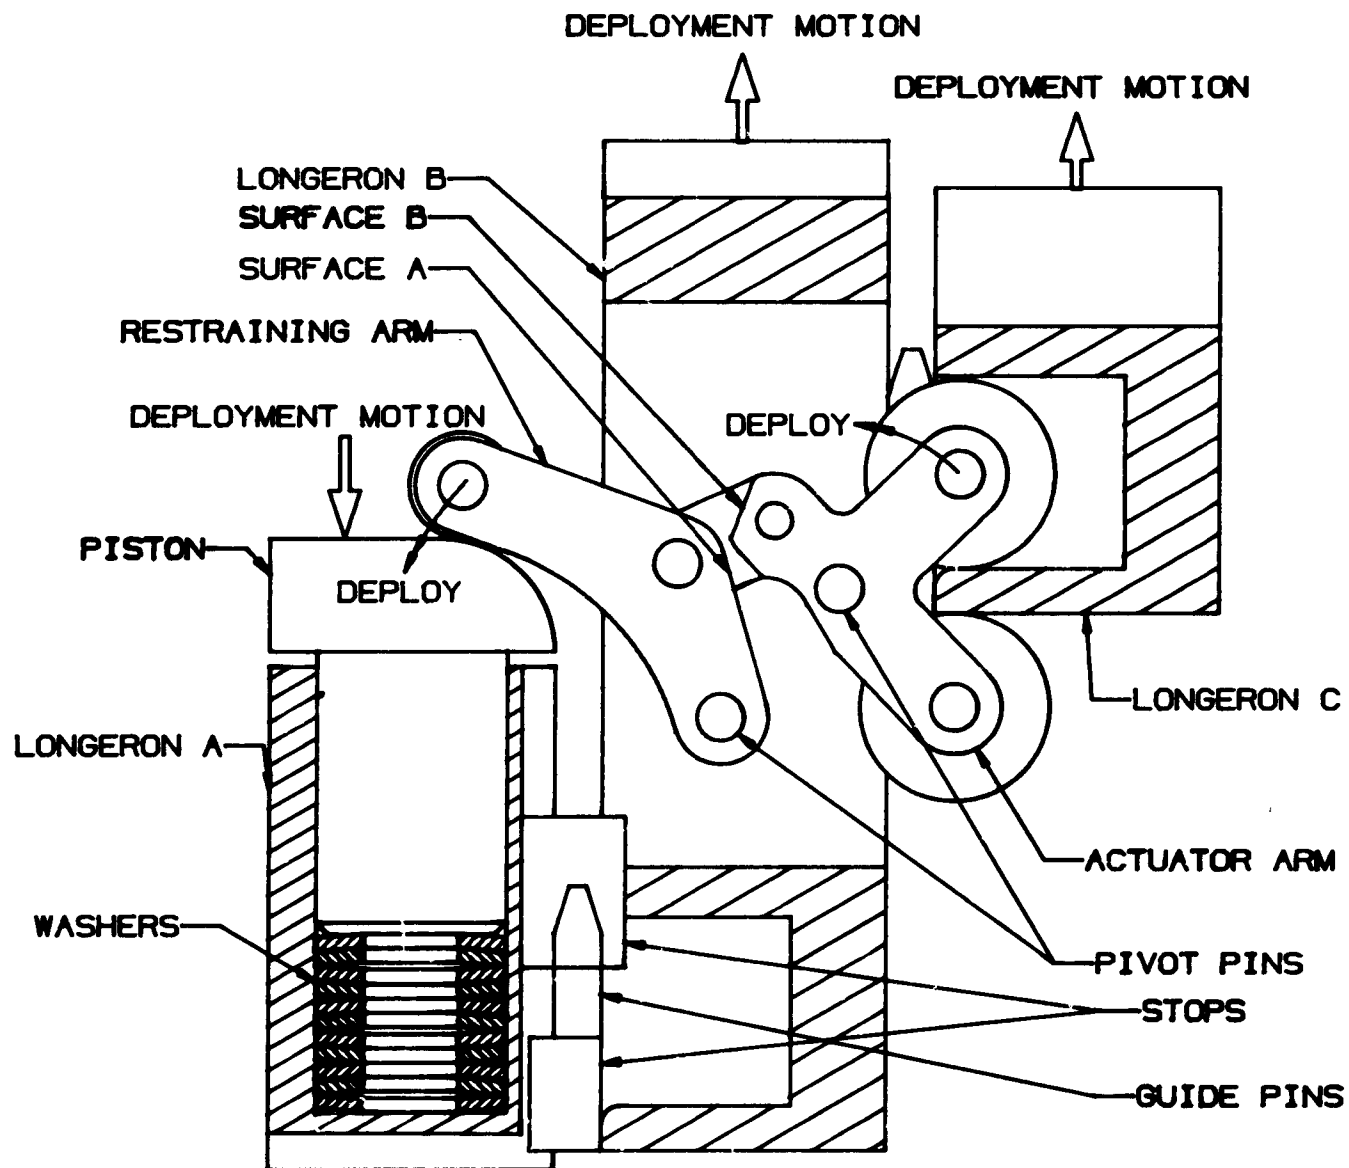 DEPLOYMENT MOTION
DEPLOYMENT MOTION
LONGERON B
SURFACE B
SURFACE A
RESTRAINING ARM
DEPLOYMENT MOTION
DEPLOY
PISTON
DEPLOY
LONGERON C
LONGERON A
ACTUATOR ARM
WASHERS
PIVOT PINS
STOPS
GUIDE PINS